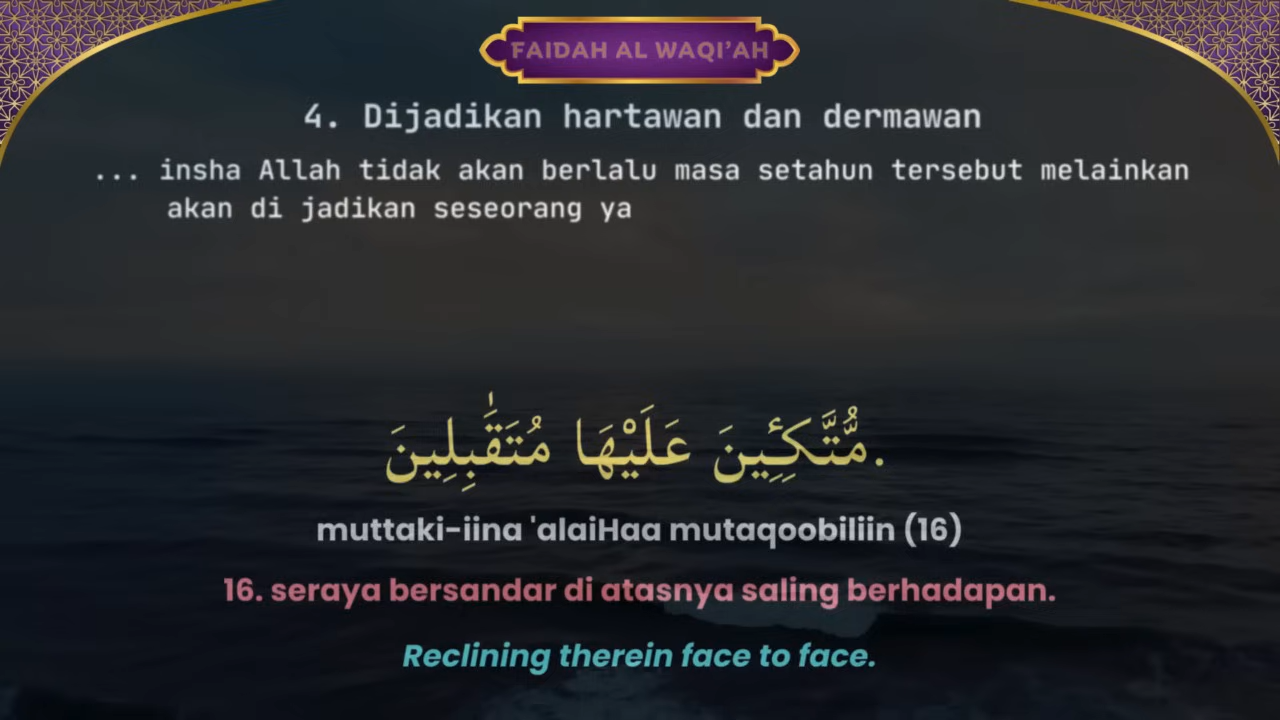 FAIDAH AL WAQI'AH
4. Dijadikan hartawan dan dermawan
... insha Allah tidak akan berlalu masa setahun tersebut melainkan
akan di jadikan seseorang ya
مُّتَّكِـِٔينَ عَلَيْهَا مُتَقَٰبِلِينَ.
muttaki-iina 'alaiHaa mutaqoobiliin (16)
16. seraya bersandar di atasnya saling berhadapan.
Reclining therein face to face.